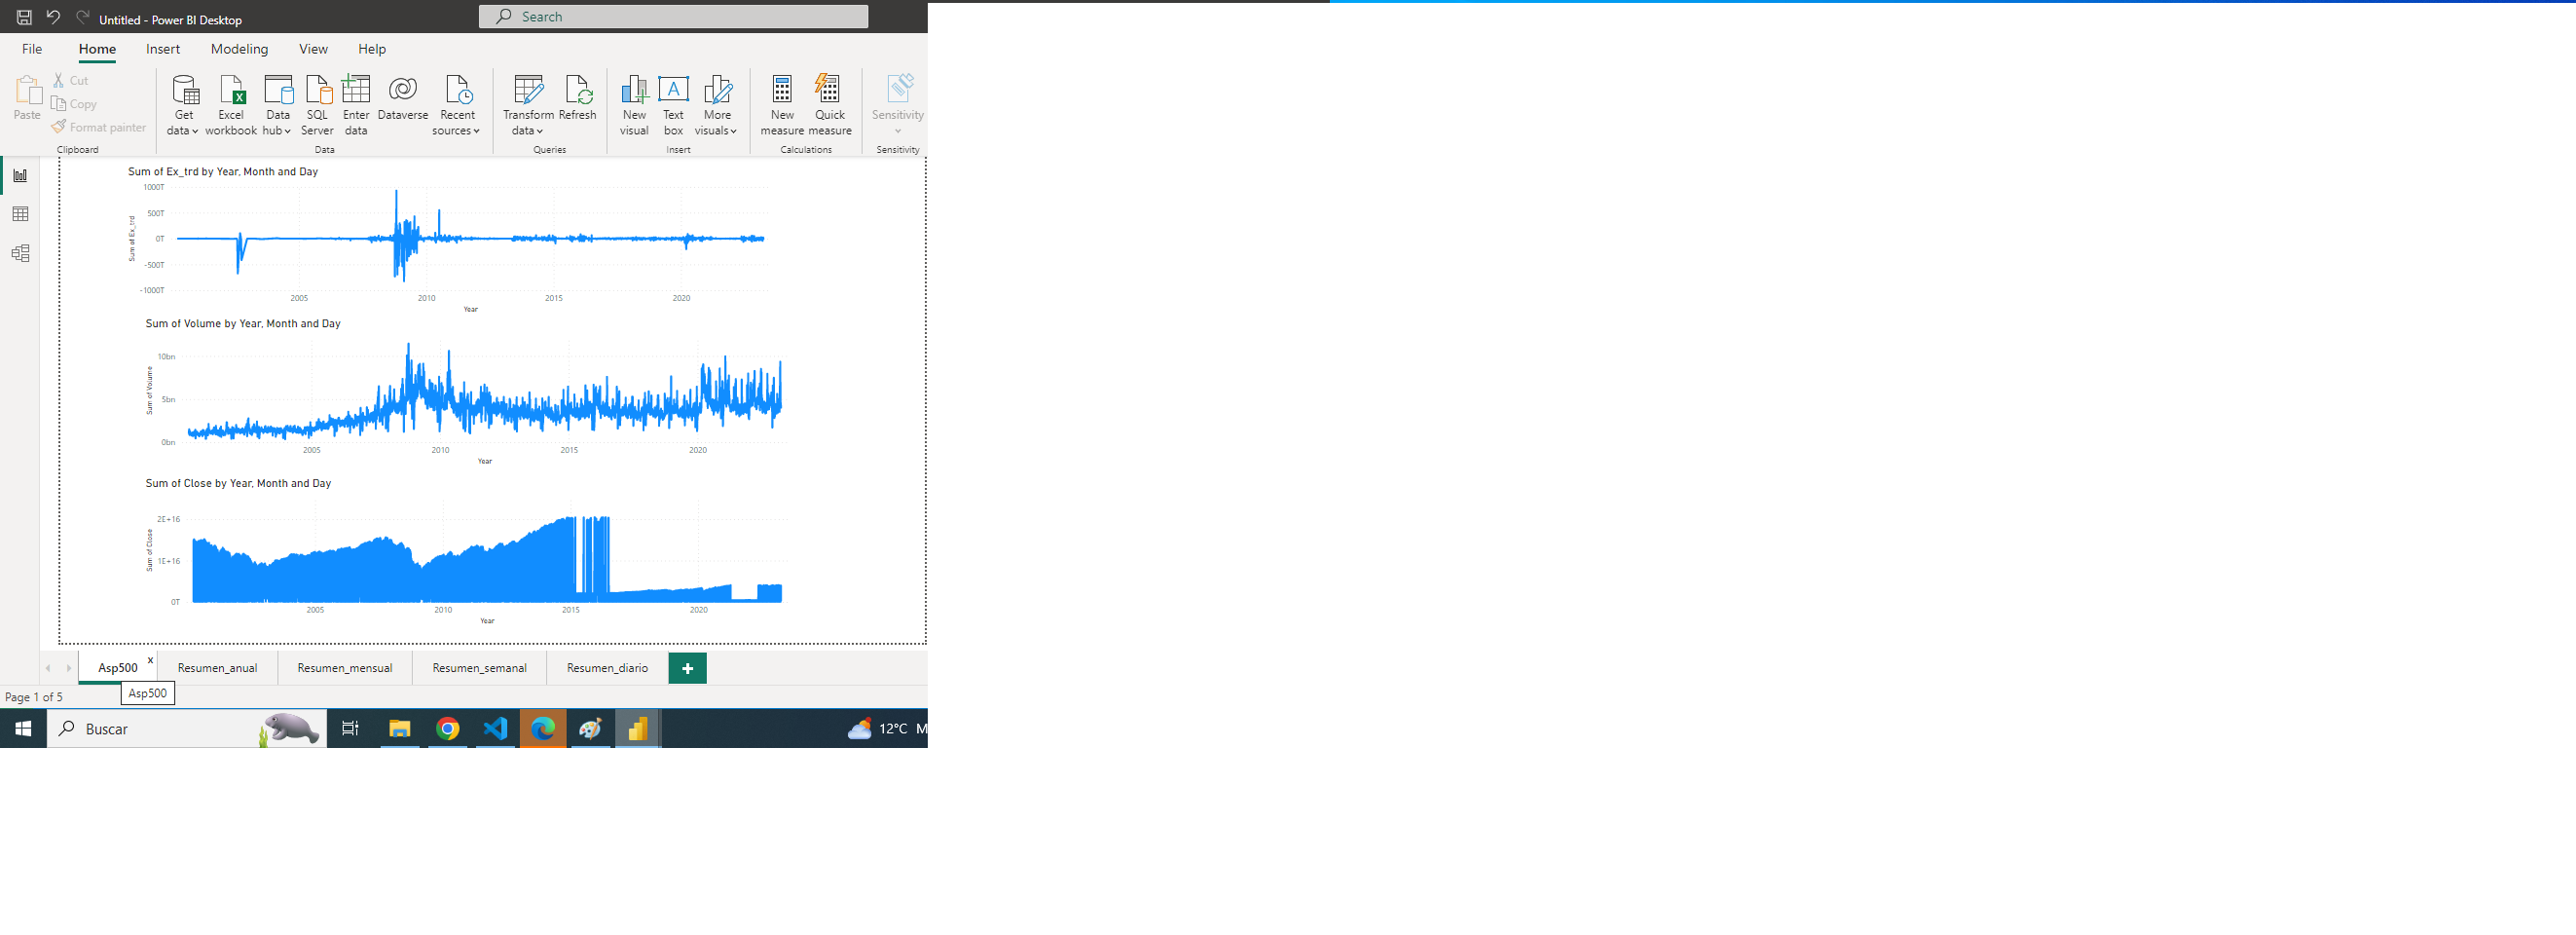 Untitled - Power BI Desktop
Search
File Home Insert Modeling View Help
Paste
Cut
Copy
Format painter
Clipboard
Get data
Excel workbook
Data hub
SQL Server
Enter data
Dataverse
Recent sources
Data
Transform data
Refresh
Queries
New visual
Text box
More visuals
Insert
New measure
Quick measure
Calculations
Sensitivity
Sensitivity
Sum of Ex_trd by Year, Month and Day
1000T
500T
0T
-500T
-1000T
Sum of Ex_trd
2005 2010 2015 2020
Year
Sum of Volume by Year, Month and Day
10bn
5bn
0bn
Sum of Volume
2005 2010 2015 2020
Year
Sum of Close by Year, Month and Day
2E+16
1E+16
0T
Sum of Close
2005 2010 2015 2020
Year
Asp500 x Resumen_anual Resumen_mensual Resumen_semanal Resumen_diario +
Asp500
Page 1 of 5
Buscar
12°C M